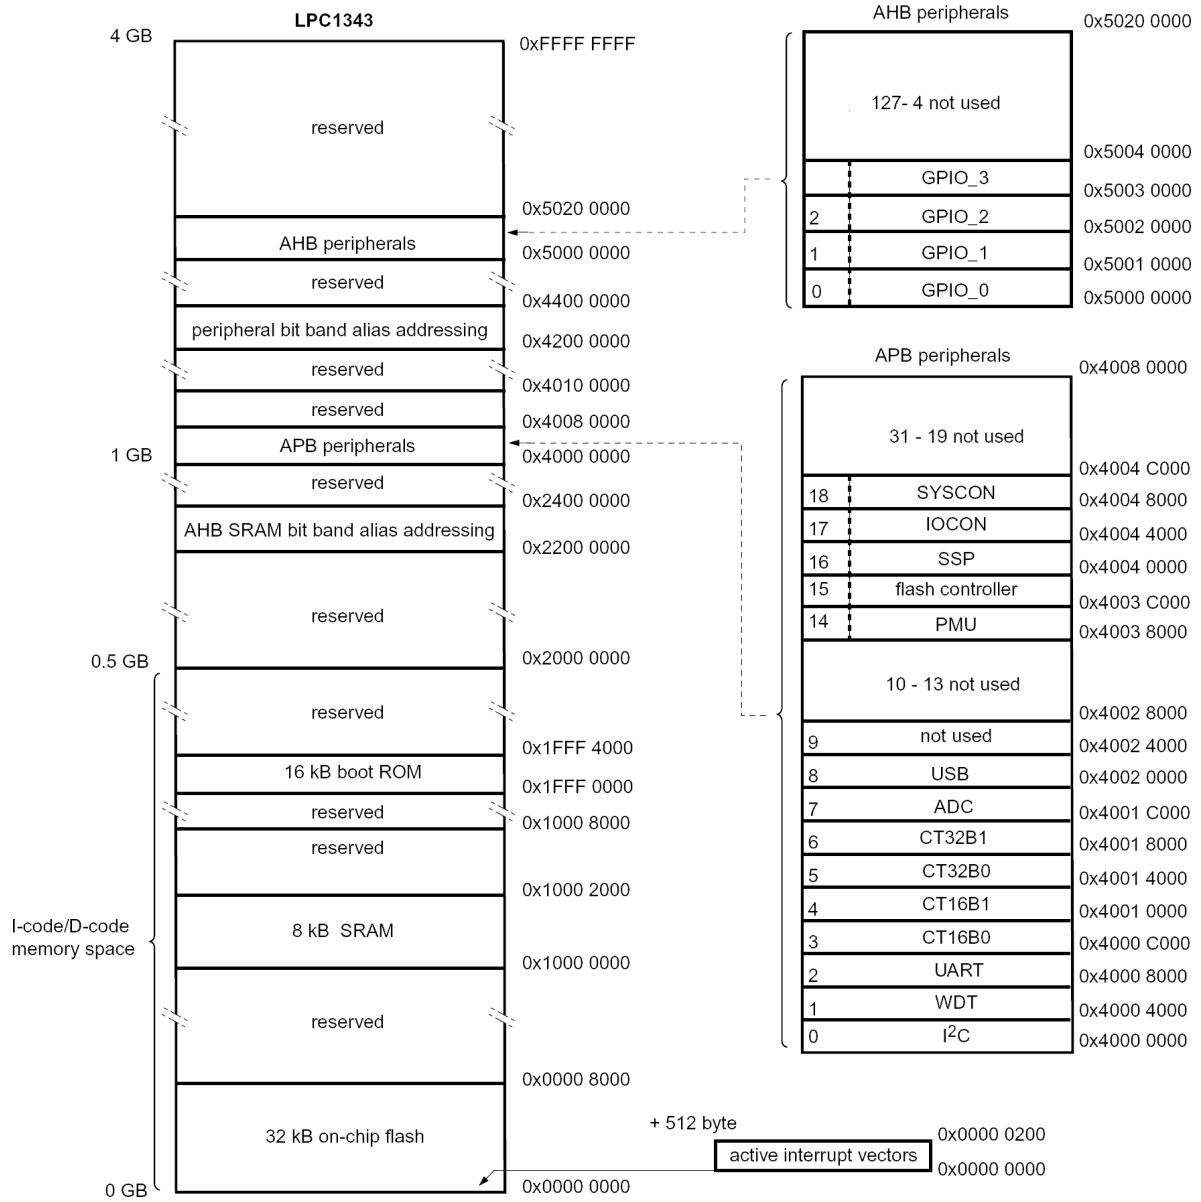 LPC1343
4 GB
0xFFFF FFFF
reserved
0x5020 0000
AHB peripherals
0x5000 0000
reserved
0x4400 0000
peripheral bit band alias addressing
0x4200 0000
reserved
0x4010 0000
reserved
0x4008 0000
APB peripherals
1 GB
0x4000 0000
reserved
0x2400 0000
AHB SRAM bit band alias addressing
0x2200 0000
reserved
0.5 GB
0x2000 0000
reserved
0x1FFF 4000
16 kB boot ROM
0x1FFF 0000
reserved
0x1000 8000
reserved
0x1000 2000
I-code/D-code
memory space
8 kB SRAM
0x1000 0000
reserved
0x0000 8000
32 kB on-chip flash
0 GB
0x0000 0000
AHB peripherals
0x5020 0000
127- 4 not used
0x5004 0000
GPIO_3
0x5003 0000
2 GPIO_2
0x5002 0000
1 GPIO_1
0x5001 0000
0 GPIO_0
0x5000 0000
APB peripherals
0x4008 0000
31 - 19 not used
0x4004 C000
18 SYSCON
0x4004 8000
17 IOCON
0x4004 4000
16 SSP
0x4004 0000
15 flash controller
0x4003 C000
14 PMU
0x4003 8000
10 - 13 not used
0x4002 8000
9 not used
0x4002 4000
8 USB
0x4002 0000
7 ADC
0x4001 C000
6 CT32B1
0x4001 8000
5 CT32B0
0x4001 4000
4 CT16B1
0x4001 0000
3 CT16B0
0x4000 C000
2 UART
0x4000 8000
1 WDT
0x4000 4000
0 I²C
0x4000 0000
+ 512 byte
0x0000 0200
active interrupt vectors
0x0000 0000